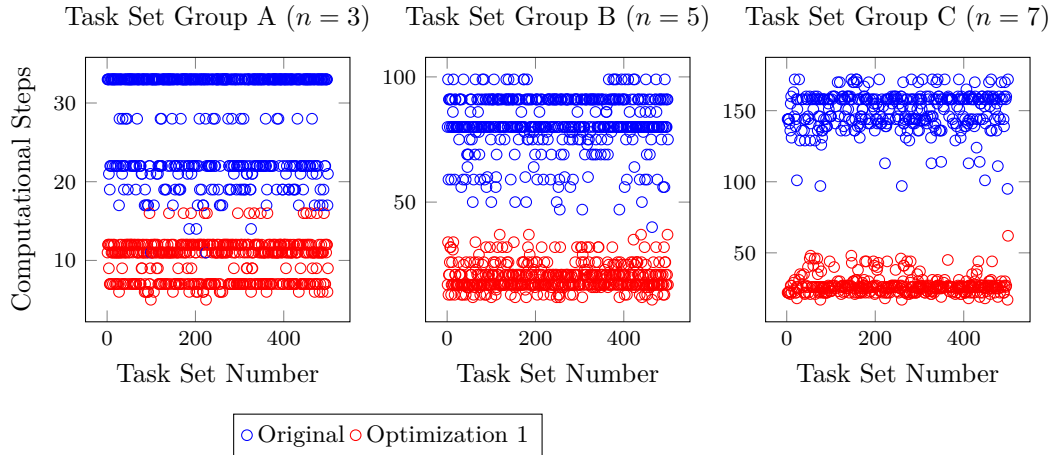 Task Set Group A (n = 3) Task Set Group B (n = 5) Task Set Group C (n = 7)
Computational Steps
30
20
10
0 200 400
Task Set Number
100
50
0 200 400
Task Set Number
150
100
50
0 200 400
Task Set Number
Original Optimization 1